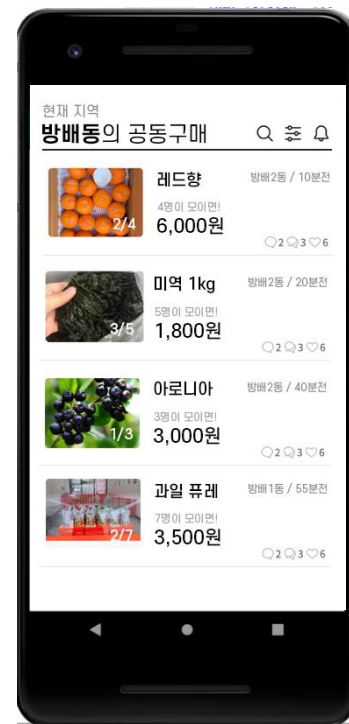 현재 지역
방배동의 공동구매
레드향
방배2동 / 10분전
4명이 모이면!
6,000원
2/4
2 3 6
미역 1kg
방배2동 / 20분전
5명이 모이면!
1,800원
3/5
2 3 6
아로니아
방배2동 / 40분전
3명이 모이면!
3,000원
1/3
2 3 6
과일 퓨레
방배1동 / 55분전
7명이 모이면!
3,500원
2/7
2 3 6